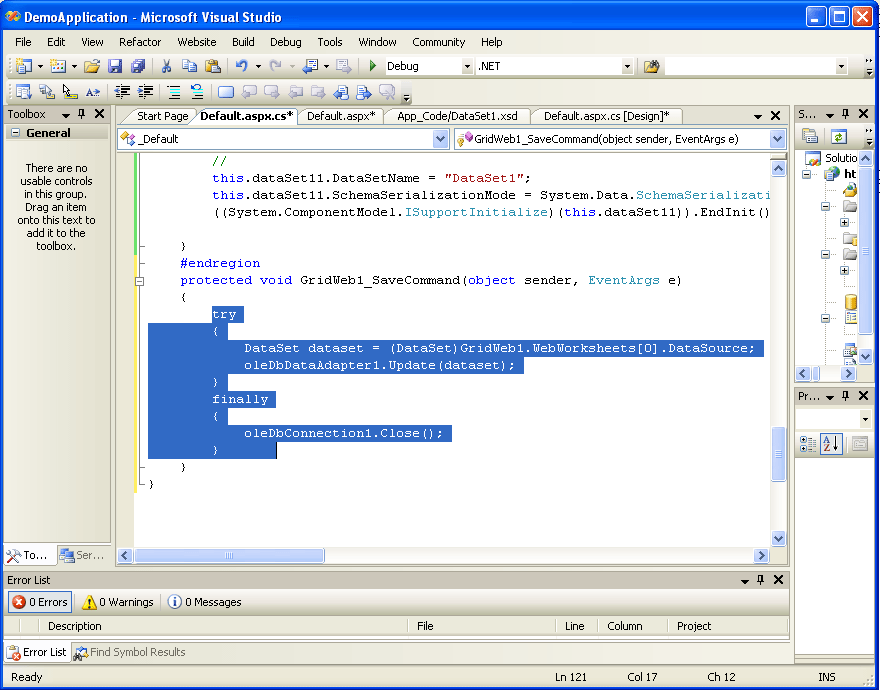 DemoApplication - Microsoft Visual Studio
File Edit View Refactor Website Build Debug Tools Window Community Help
Debug .NET
Toolbox
General
There are no
usable controls
in this group.
Drag an item
onto this text to
add it to the
toolbox.
To... Ser...
Start Page Default.aspx.cs* Default.aspx* App_Code/DataSet1.xsd Default.aspx.cs [Design]*
_Default GridWeb1_SaveCommand(object sender, EventArgs e)
//
this.dataSet11.DataSetName = "DataSet1";
this.dataSet11.SchemaSerializationMode = System.Data.SchemaSerializati
((System.ComponentModel.ISupportInitialize)(this.dataSet11)).EndInit()
}
#endregion
protected void GridWeb1_SaveCommand(object sender, EventArgs e)
{
try
{
DataSet dataset = (DataSet)GridWeb1.WebWorksheets[0].DataSource;
oleDbDataAdapter1.Update(dataset);
}
finally
{
oleDbConnection1.Close();
}
}
}
S...
Solutio
ht
Pr...
Error List
0 Errors 0 Warnings 0 Messages
Description File Line Column Project
Error List Find Symbol Results
Ready Ln 121 Col 17 Ch 12 INS